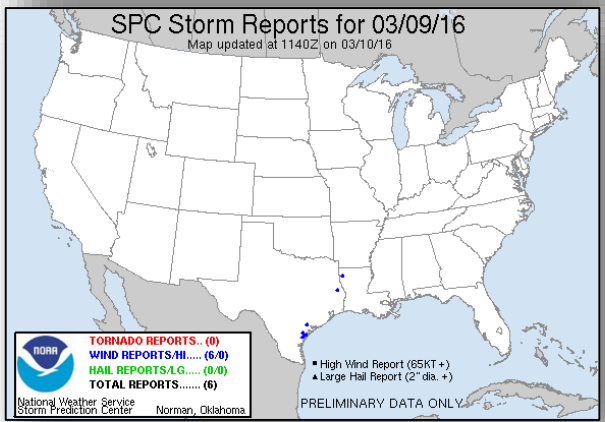 SPC Storm Reports for 03/09/16
Map updated at 1140Z on 03/10/16
NOAA
TORNADO REPORTS.. (0)
WIND REPORTS/HI..... (6/0)
HAIL REPORTS/LG..... (0/0)
TOTAL REPORTS....... (6)
National Weather Service
Storm Prediction Center Norman, Oklahoma
High Wind Report (65KT +)
Large Hail Report (2" dia. +)
PRELIMINARY DATA ONLY